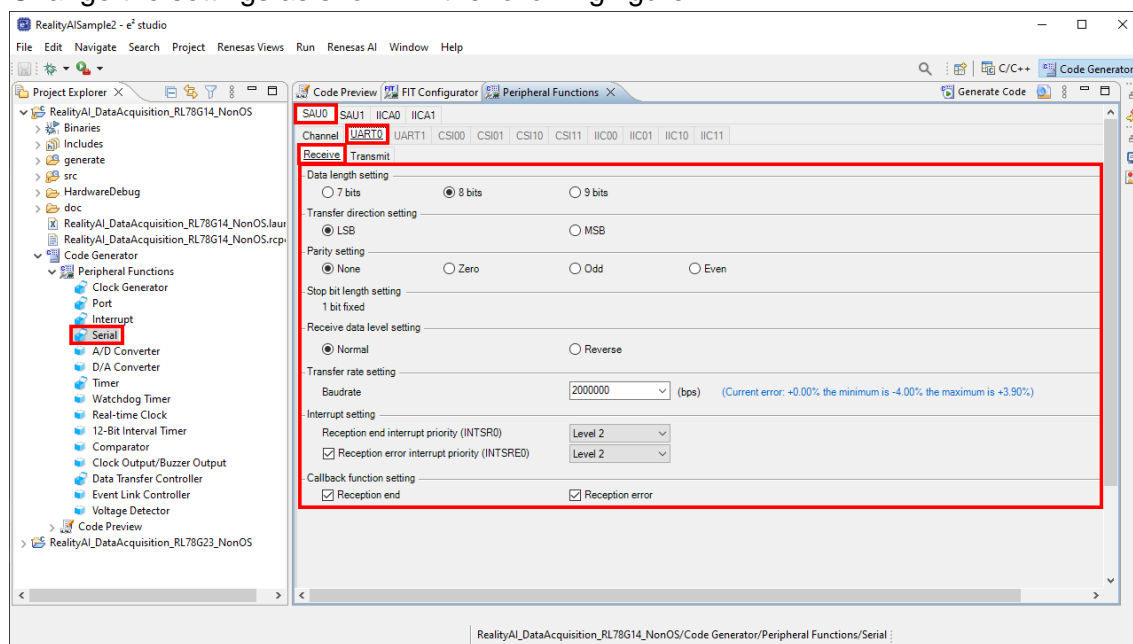 RealityAISample2 - e² studio
File Edit Navigate Search Project Renesas Views Run Renesas AI Window Help
C/C++ Code Generator
Project Explorer
Code Preview FIT Configurator Peripheral Functions
Generate Code
RealityAI_DataAcquisition_RL78G14_NonOS
Binaries
Includes
generate
src
HardwareDebug
doc
RealityAI_DataAcquisition_RL78G14_NonOS.laur
RealityAI_DataAcquisition_RL78G14_NonOS.rcp
Code Generator
Peripheral Functions
Clock Generator
Port
Interrupt
Serial
A/D Converter
D/A Converter
Timer
Watchdog Timer
Real-time Clock
12-Bit Interval Timer
Comparator
Clock Output/Buzzer Output
Data Transfer Controller
Event Link Controller
Voltage Detector
Code Preview
RealityAI_DataAcquisition_RL78G23_NonOS
SAU0 SAU1 IICA0 IICA1
Channel UART0 UART1 CSI00 CSI01 CSI10 CSI11 IIC00 IIC01 IIC10 IIC11
Receive Transmit
Data length setting
7 bits 8 bits 9 bits
Transfer direction setting
LSB MSB
Parity setting
None Zero Odd Even
Stop bit length setting
1 bit fixed
Receive data level setting
Normal Reverse
Transfer rate setting
Baudrate 2000000 (bps) (Current error: +0.00% the minimum is -4.00% the maximum is +3.90%)
Interrupt setting
Reception end interrupt priority (INTSR0) Level 2
Reception error interrupt priority (INTSRE0) Level 2
Callback function setting
Reception end Reception error
RealityAI_DataAcquisition_RL78G14_NonOS/Code Generator/Peripheral Functions/Serial